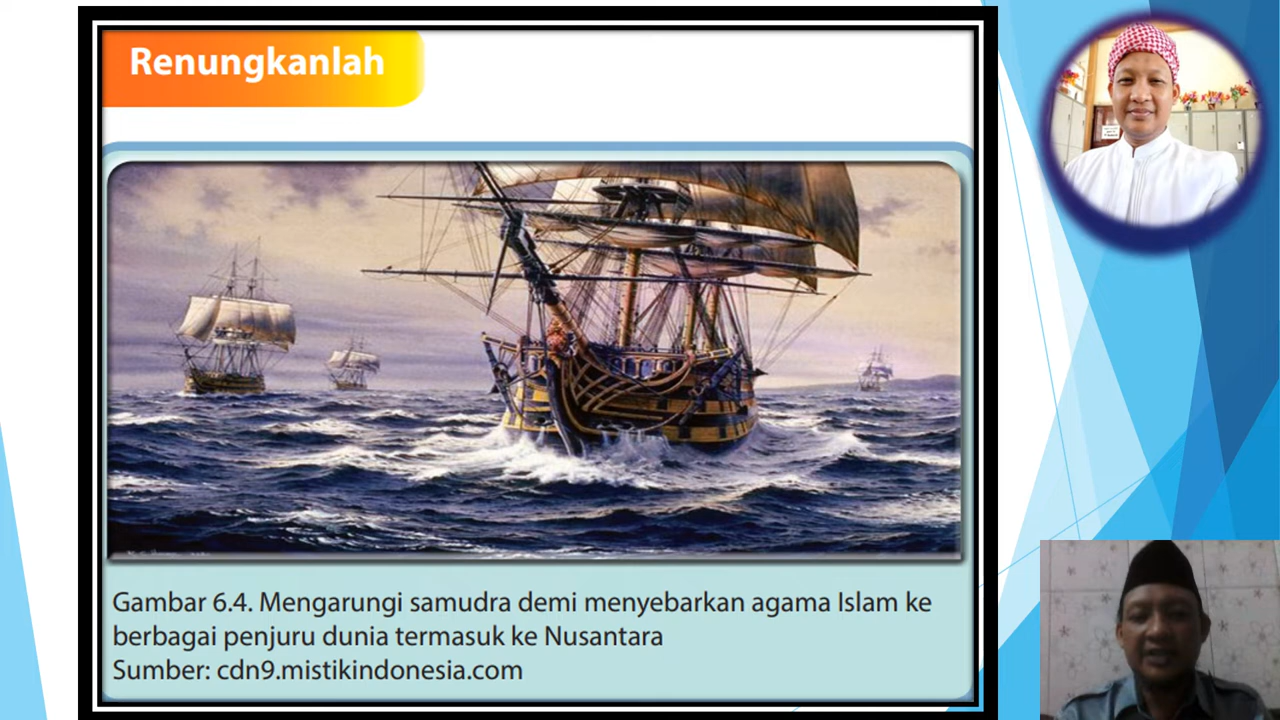 Renungkanlah
Gambar 6.4. Mengarungi samudra demi menyebarkan agama Islam ke
berbagai penjuru dunia termasuk ke Nusantara
Sumber: cdn9.mistikindonesia.com